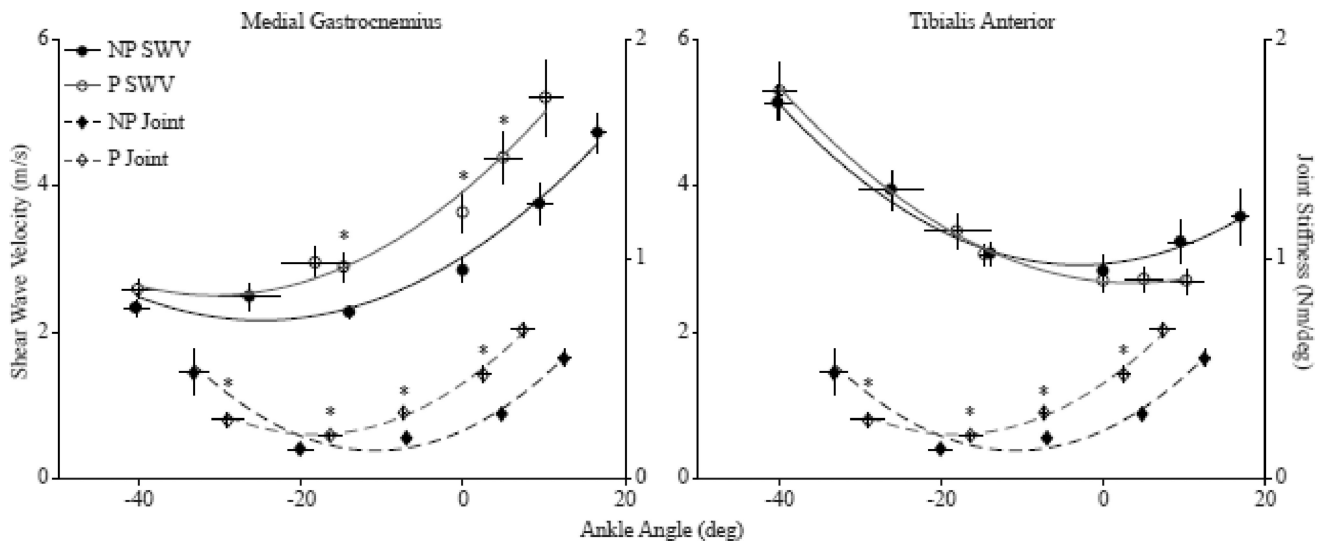 Medial Gastrocnemius
Tibialis Anterior
NP SWV
P SWV
NP Joint
P Joint
Shear Wave Velocity (m/s)
6
4
2
0
2
1
0
-40
-20
0
20
* * * *
* * * *
6
4
2
0
2
1
0
-40
-20
0
20
* * * *
Joint Stiffness (Nm/deg)
Ankle Angle (deg)